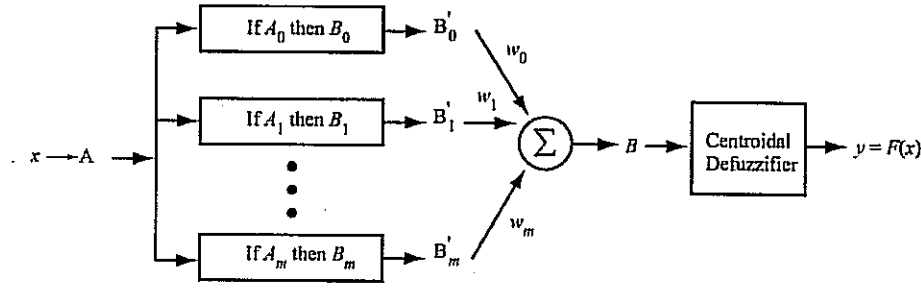 If A₀ then B₀
B'₀
w₀
If A₁ then B₁
B'₁
w₁
x → A
Σ
B
Centroidal
Defuzzifier
y = F(x)
If Aₘ then Bₘ
B'ₘ
wₘ